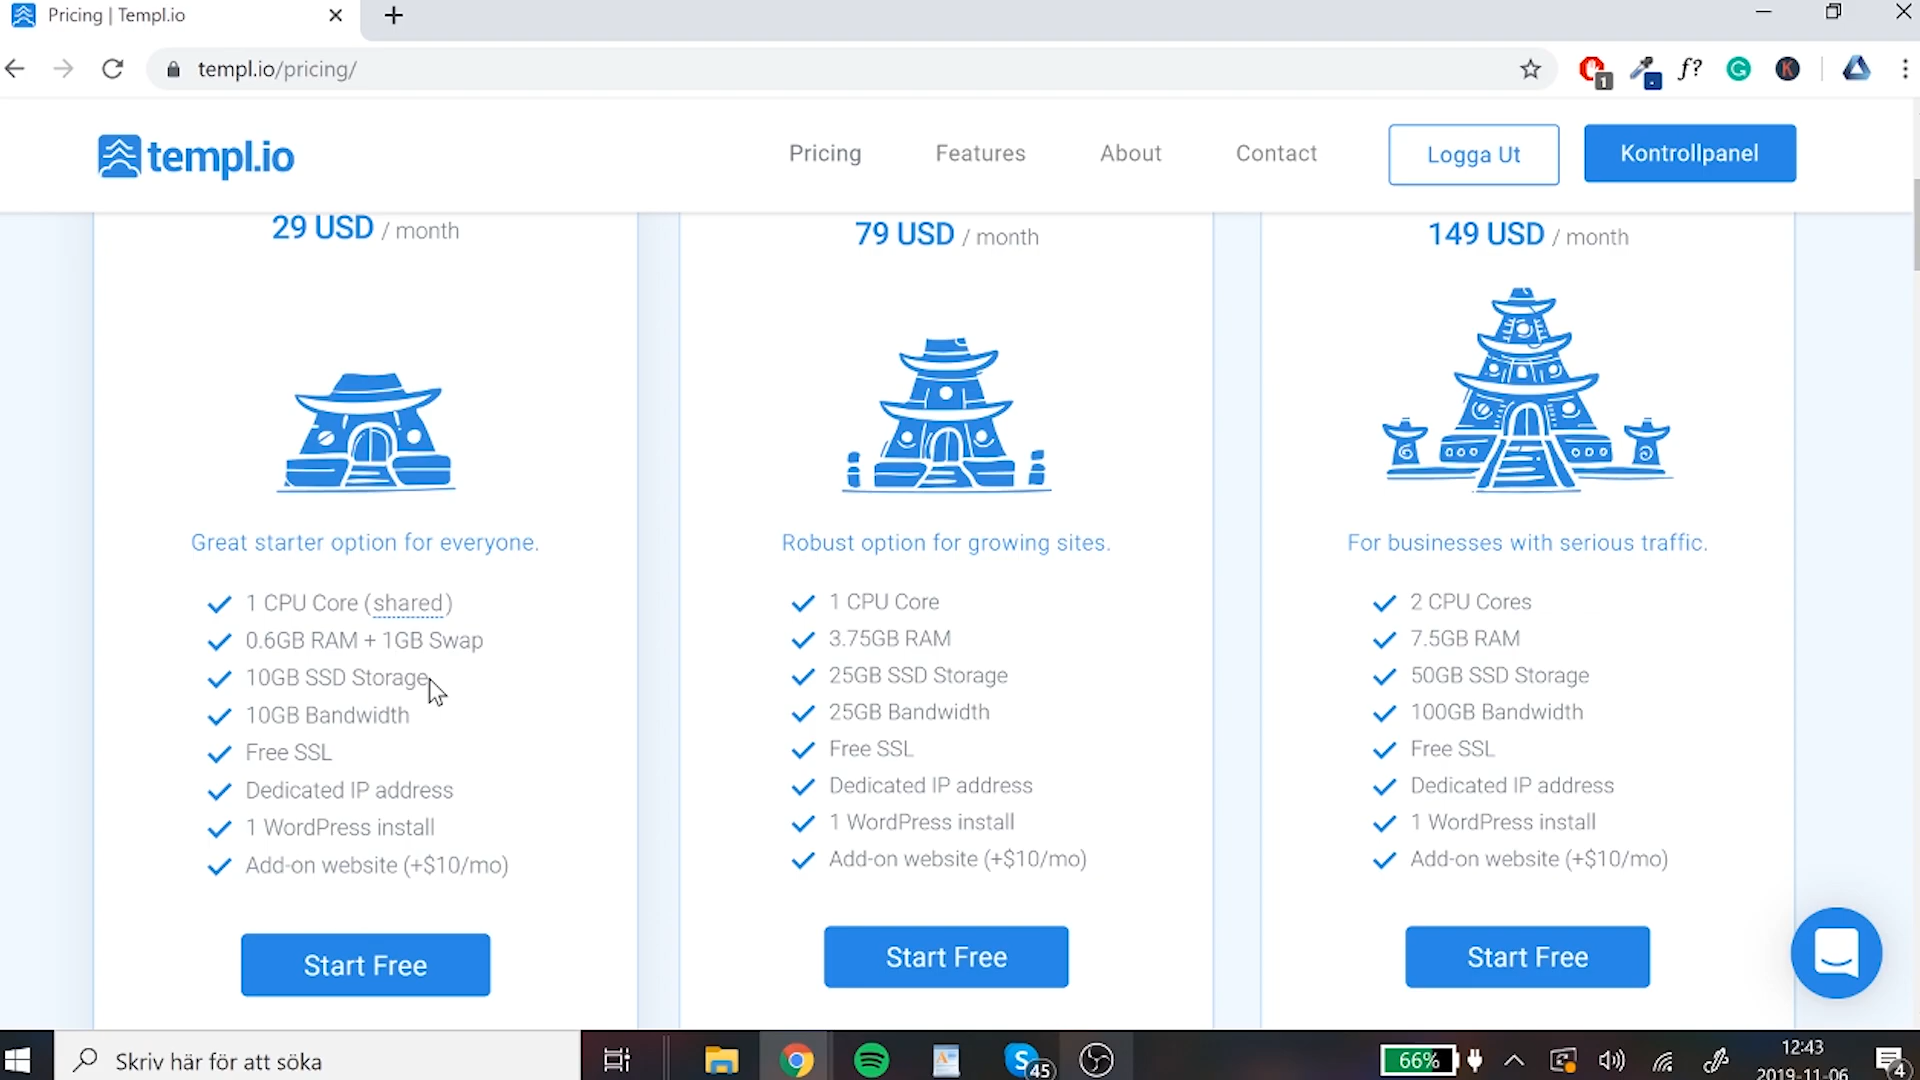 Pricing | Templ.io
templ.io/pricing/
1
f?
G
K
templ.io
Pricing
Features
About
Contact
Logga Ut
Kontrollpanel
29 USD / month
Great starter option for everyone.
1 CPU Core (shared)
0.6GB RAM + 1GB Swap
10GB SSD Storage
10GB Bandwidth
Free SSL
Dedicated IP address
1 WordPress install
Add-on website (+$10/mo)
Start Free
79 USD / month
Robust option for growing sites.
1 CPU Core
3.75GB RAM
25GB SSD Storage
25GB Bandwidth
Free SSL
Dedicated IP address
1 WordPress install
Add-on website (+$10/mo)
Start Free
149 USD / month
For businesses with serious traffic.
2 CPU Cores
7.5GB RAM
50GB SSD Storage
100GB Bandwidth
Free SSL
Dedicated IP address
1 WordPress install
Add-on website (+$10/mo)
Start Free
Skriv här för att söka
S
45
66%
12:43
2019-11-06
4